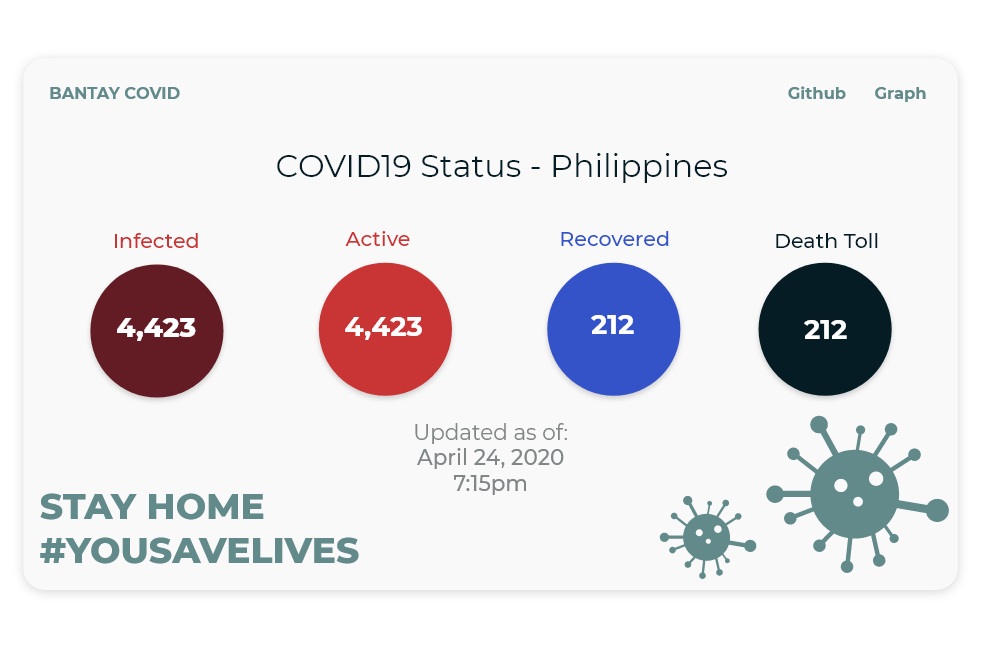 BANTAY COVID
Github Graph
COVID19 Status - Philippines
Infected Active Recovered Death Toll
4,423 4,423 212 212
Updated as of:
April 24, 2020
7:15pm
STAY HOME
#YOUSAVELIVES